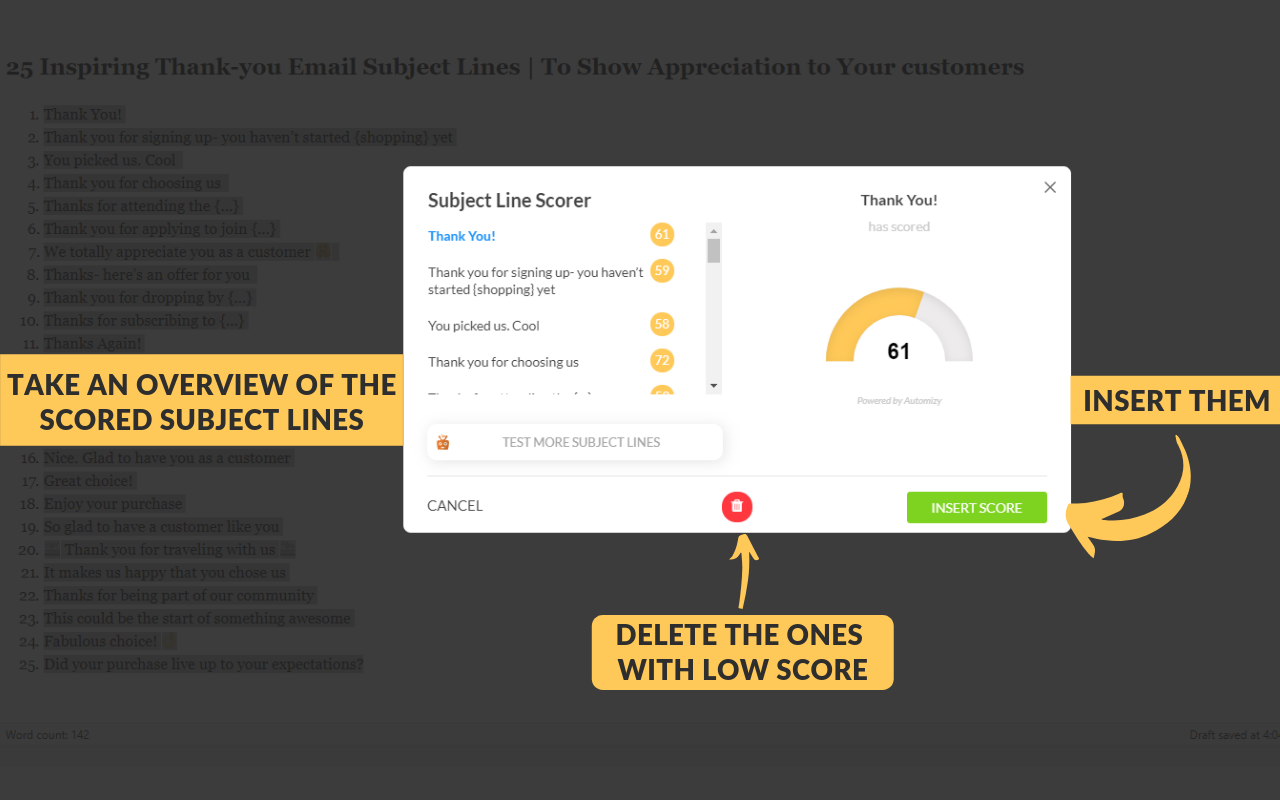 25 Inspiring Thank-you Email Subject Lines | To Show Appreciation to Your customers
1. Thank You!
2. Thank you for signing up- you haven't started {shopping} yet
3. You picked us. Cool
4. Thank you for choosing us
5. Thanks for attending the {...}
6. Thank you for applying to join {...}
7. We totally appreciate you as a customer
8. Thanks- here's an offer for you
9. Thank you for dropping by {...}
10. Thanks for subscribing to {...}
11. Thanks Again!
TAKE AN OVERVIEW OF THE
SCORED SUBJECT LINES
16. Nice. Glad to have you as a customer
17. Great choice!
18. Enjoy your purchase
19. So glad to have a customer like you
20. Thank you for traveling with us
21. It makes us happy that you chose us
22. Thanks for being part of our community
23. This could be the start of something awesome
24. Fabulous choice!
25. Did your purchase live up to your expectations?
Subject Line Scorer
Thank You! 61
Thank you for signing up- you haven't 59
started {shopping} yet
You picked us. Cool 58
Thank you for choosing us 72
TEST MORE SUBJECT LINES
Thank You!
has scored
61
Powered by Automizy
CANCEL
INSERT SCORE
INSERT THEM
DELETE THE ONES
WITH LOW SCORE
Word count: 142
Draft saved at 4:0